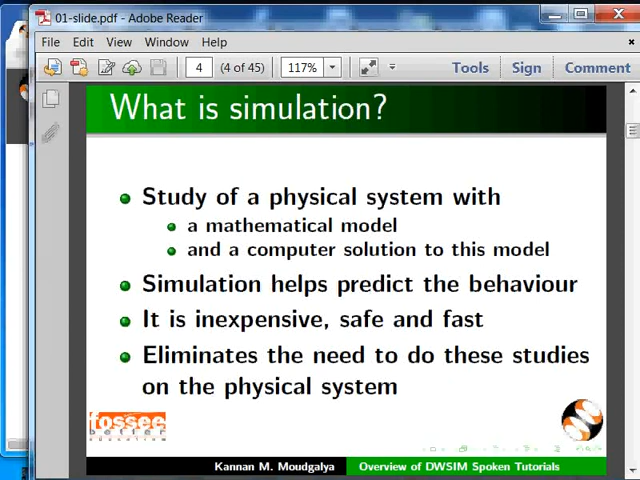 01-slide.pdf - Adobe Reader
File Edit View Window Help
4 (4 of 45) 117% Tools Sign Comment
What is simulation?
Study of a physical system with
a mathematical model
and a computer solution to this model
Simulation helps predict the behaviour
It is inexpensive, safe and fast
Eliminates the need to do these studies
on the physical system
fossee
Kannan M. Moudgalya Overview of DWSIM Spoken Tutorials